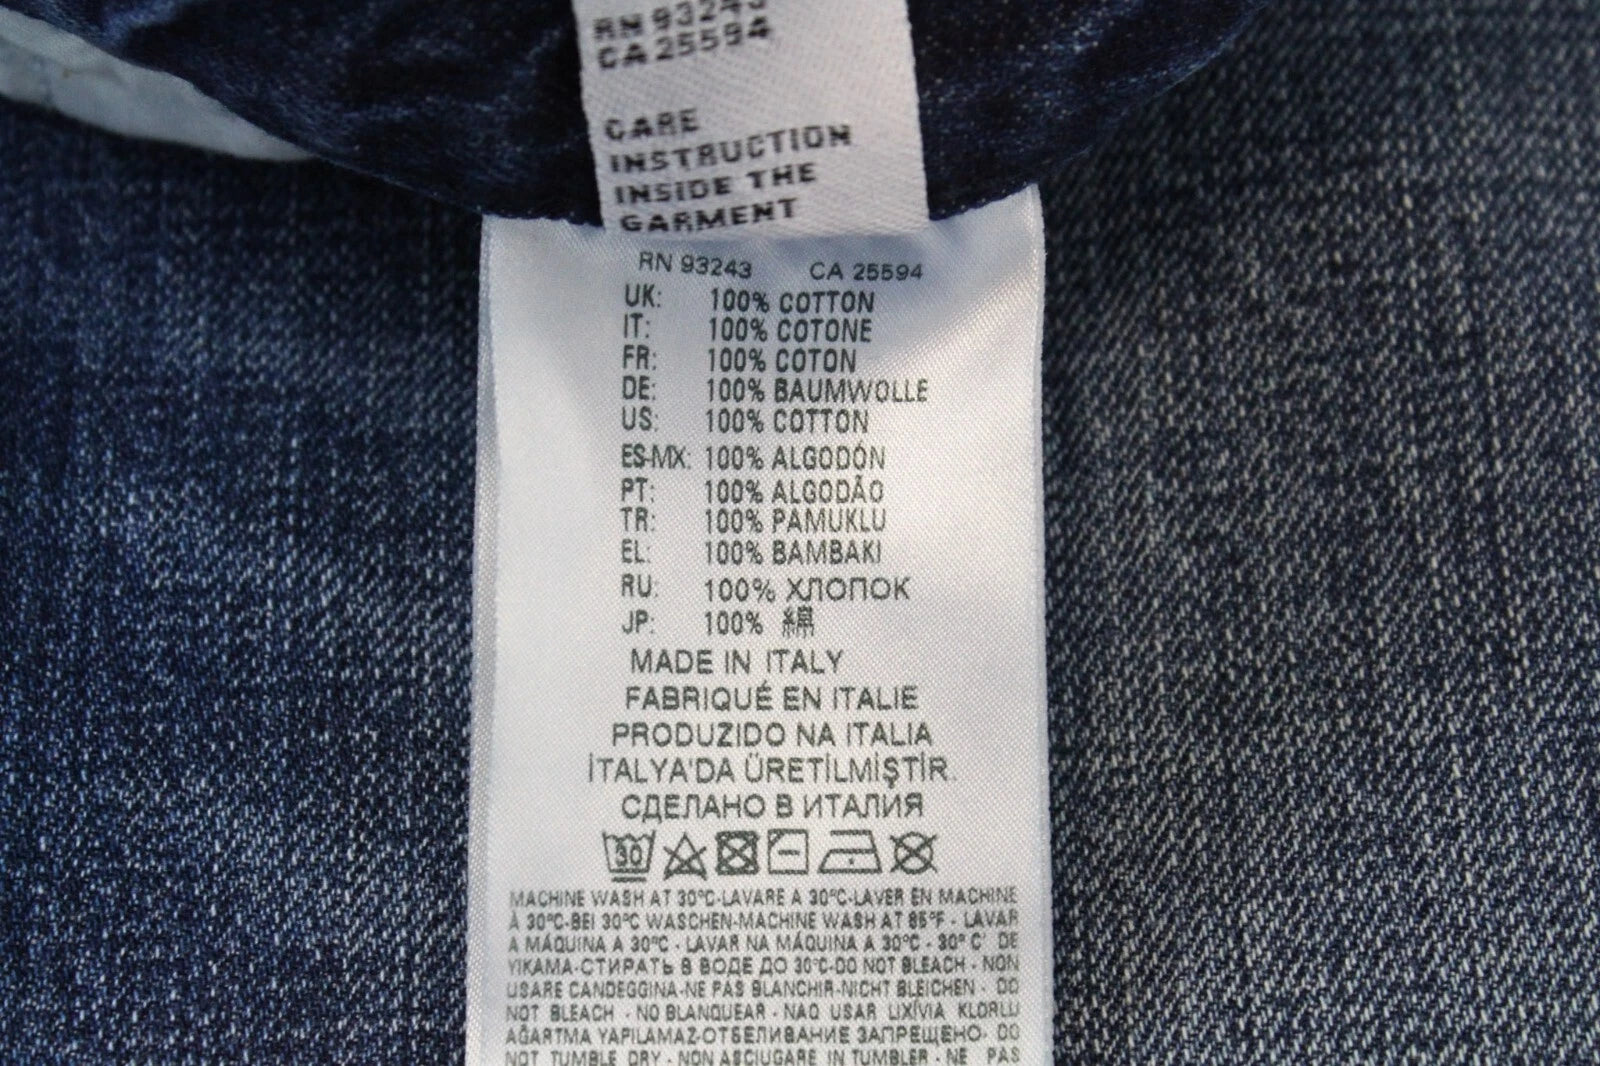 RN 93243
CA 25594
CARE
INSTRUCTION
INSIDE THE
GARMENT
RN 93243 CA 25594
UK: 100% COTTON
IT: 100% COTONE
FR: 100% COTON
DE: 100% BAUMWOLLE
US: 100% COTTON
ES-MX: 100% ALGODÓN
PT: 100% ALGODÃO
TR: 100% PAMUKLU
EL: 100% BAMBAKI
RU: 100% ХЛОПОК
JP: 100% 綿
MADE IN ITALY
FABRIQUÉ EN ITALIE
PRODUZIDO NA ITALIA
İTALYA'DA ÜRETİLMİŞTİR.
СДЕЛАНО В ИТАЛИЯ
30
MACHINE WASH AT 30°C-LAVARE A 30°C-LAVER EN MACHINE
À 30°C-BEI 30°C WASCHEN-MACHINE WASH AT 85°F - LAVAR
A MÁQUINA A 30°C - LAVAR NA MÁQUINA A 30°C - 30° C' DE
YIKAMA-СТИРАТЬ В ВОДЕ ДО 30°C-DO NOT BLEACH - NON
USARE CANDEGGINA-NE PAS BLANCHIR-NICHT BLEICHEN - DO
NOT BLEACH - NO BLANQUEAR - NAO USAR LIXÍVIA KLORLU
AĞARTMA YAPILAMAZ-ОТБЕЛИВАНИЕ ЗАПРЕЩЕНО- DO
NOT TUMBLE DRY - NON ASCIUGARE IN TUMBLER - NE PAS